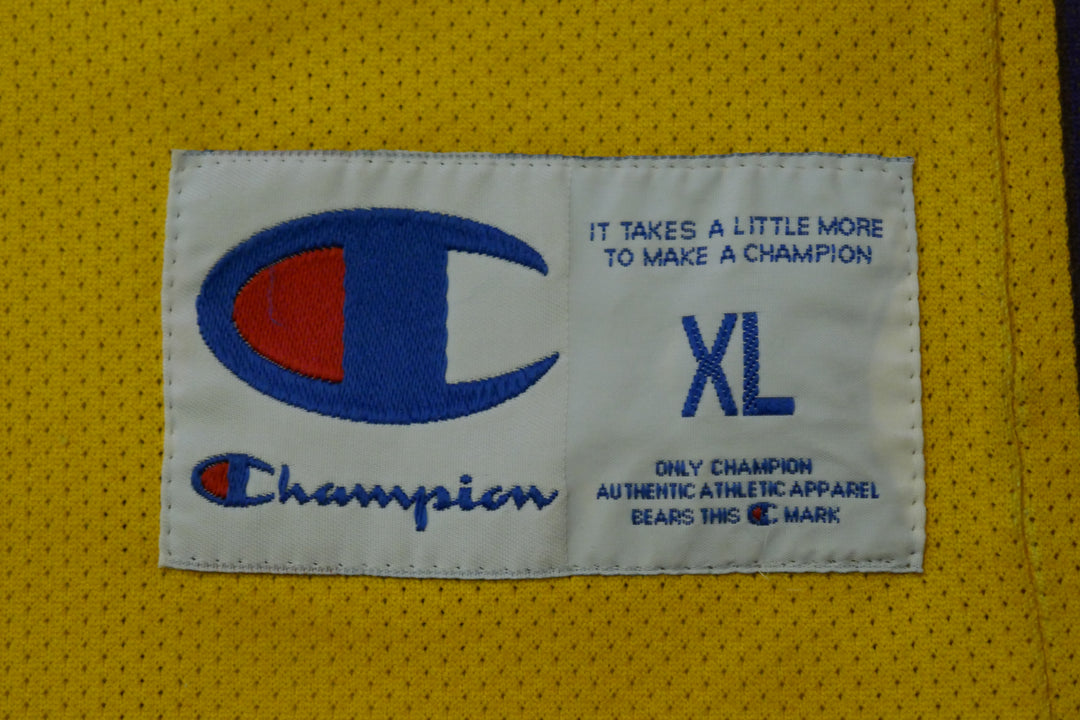 Champion
IT TAKES A LITTLE MORE
TO MAKE A CHAMPION
XL
ONLY CHAMPION
AUTHENTIC ATHLETIC APPAREL
BEARS THIS C MARK